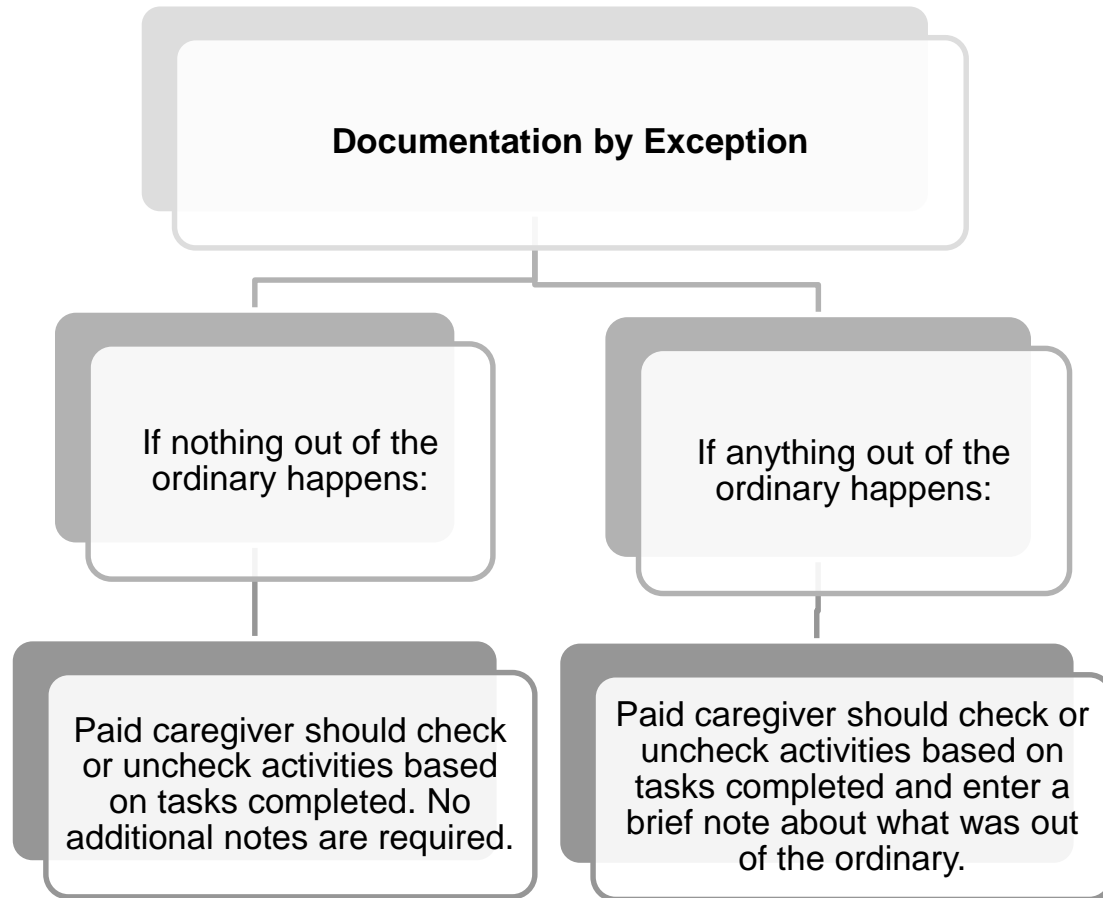 Documentation by Exception
If nothing out of the
ordinary happens:
If anything out of the
ordinary happens:
Paid caregiver should check
or uncheck activities based
on tasks completed. No
additional notes are required.
Paid caregiver should check or
uncheck activities based on
tasks completed and enter a
brief note about what was out
of the ordinary.